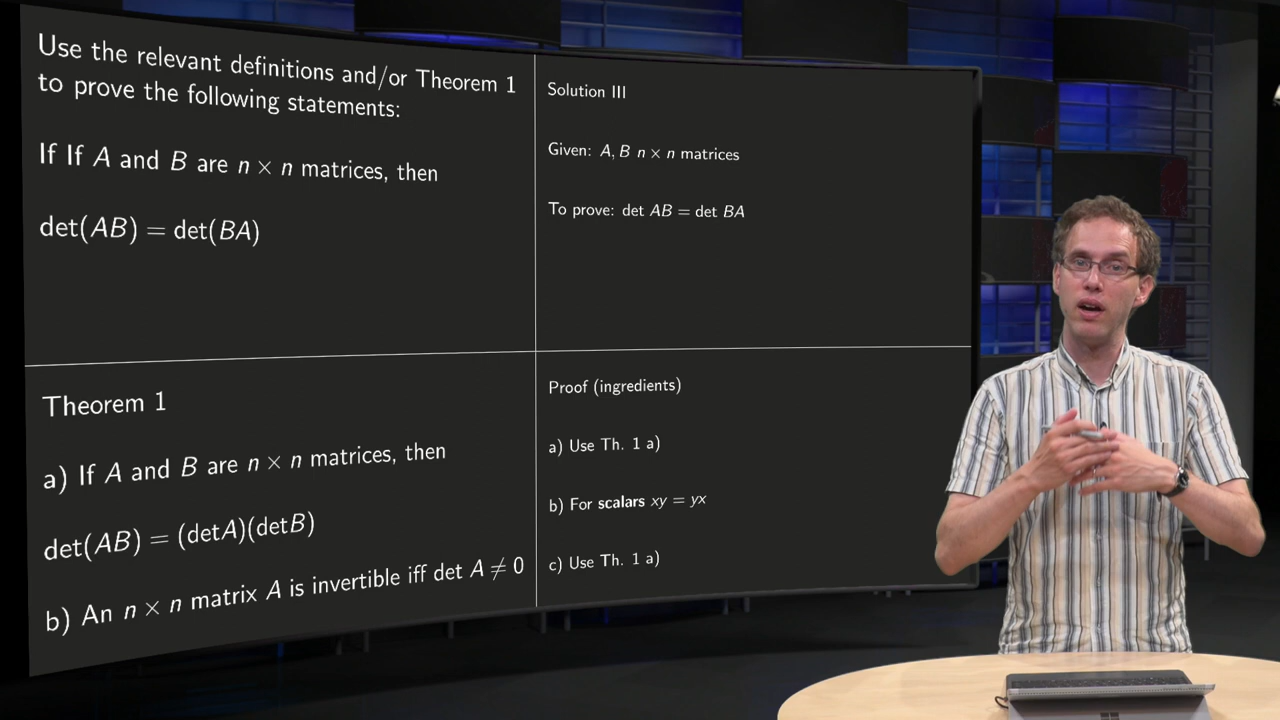 Use the relevant definitions and/or Theorem 1
to prove the following statements:
If If A and B are n × n matrices, then
det(AB) = det(BA)
Solution III
Given: A, B n × n matrices
To prove: det AB = det BA
Theorem 1
a) If A and B are n × n matrices, then
det(AB) = (detA)(detB)
b) An n × n matrix A is invertible iff det A ≠ 0
Proof (ingredients)
a) Use Th. 1 a)
b) For scalars xy = yx
c) Use Th. 1 a)